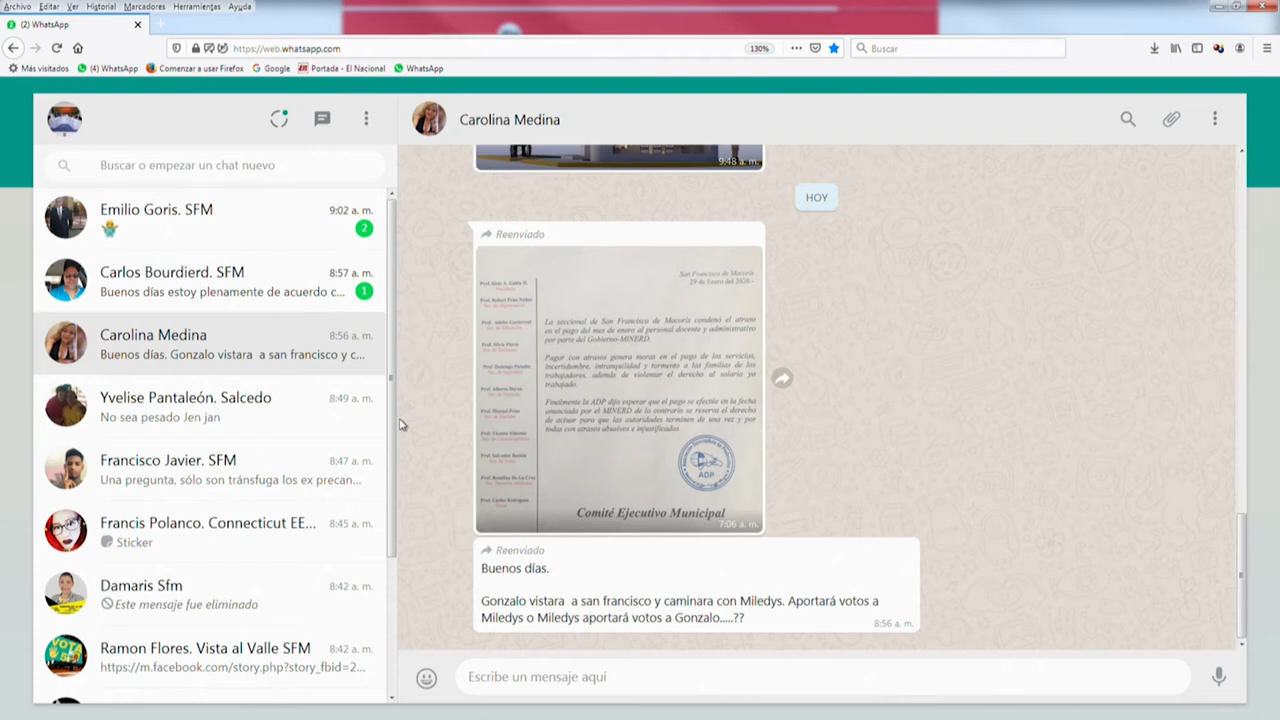 Archivo Editar Ver Historial Marcadores Herramientas Ayuda
(2) WhatsApp
https://web.whatsapp.com
130%
Buscar
Más visitados
(4) WhatsApp
Comenzar a usar Firefox
Google
Portada - El Nacional
WhatsApp
Buscar o empezar un chat nuevo
Emilio Goris. SFM
9:02 a. m.
2
Carlos Bourdierd. SFM
8:57 a. m.
Buenos días estoy plenamente de acuerdo c...
1
Carolina Medina
8:56 a. m.
Buenos días. Gonzalo vistara a san francisco y c...
Yvelise Pantaleón. Salcedo
8:49 a. m.
No sea pesado Jen jan
Francisco Javier. SFM
8:47 a. m.
Una pregunta, sólo son tránsfuga los ex precan...
Francis Polanco. Connecticut EE...
8:45 a. m.
Sticker
Damaris Sfm
8:42 a. m.
Este mensaje fue eliminado
Ramon Flores. Vista al Valle SFM
8:42 a. m.
https://m.facebook.com/story.php?story_fbid=2...
Carolina Medina
9:48 a. m.
HOY
Reenviado
San Francisco de Macorís
29 de Enero del 2020.-
La seccional de San Francisco de Macorís condenó el atraso
en el pago del mes de enero al personal docente y administrativo
por parte del Gobierno-MINERD.
Pagar con atrasos genera moras en el pago de los servicios,
incertidumbre, intranquilidad y tormento a las familias de los
trabajadores, además de violentar el derecho al salario ya
trabajado.
Finalmente la ADP dijo esperar que el pago se efectúe en la fecha
anunciada por el MINERD de lo contrario se reserva el derecho
de actuar para que las autoridades terminen de una vez y por
todas con atrasos abusivos e injustificados.
ADP
Comité Ejecutivo Municipal
7:06 a. m.
Reenviado
Buenos días.
Gonzalo vistara a san francisco y caminara con Miledys. Aportará votos a
Miledys o Miledys aportará votos a Gonzalo.....??
8:56 a. m.
Escribe un mensaje aquí